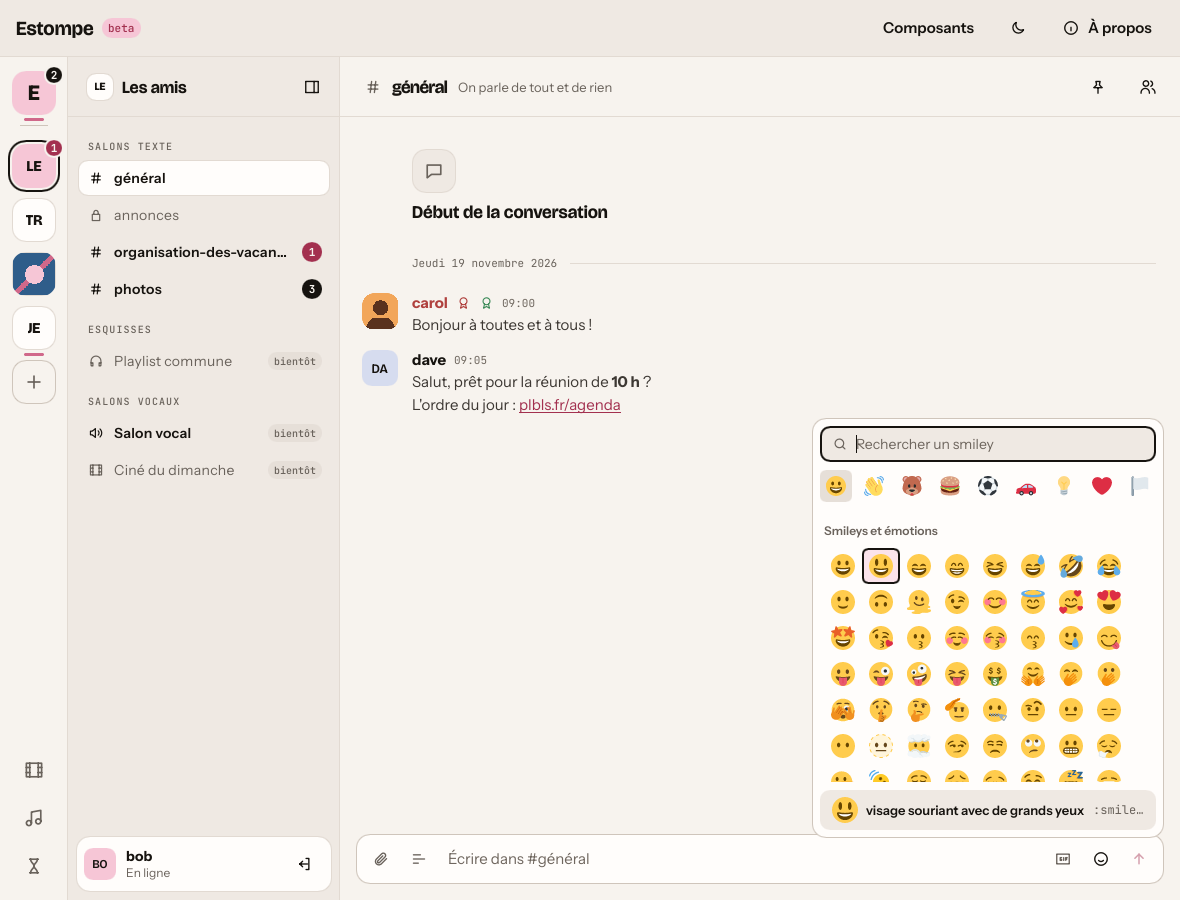 Estompe beta
Composants
À propos
E 2
LE 1
TR
JE
LE Les amis
SALONS TEXTE
# général
annonces
# organisation-des-vacan… 1
# photos 3
ESQUISSES
Playlist commune bientôt
SALONS VOCAUX
Salon vocal bientôt
Ciné du dimanche bientôt
BO bob
En ligne
# général On parle de tout et de rien
Début de la conversation
Jeudi 19 novembre 2026
carol 09:00
Bonjour à toutes et à tous !
DA dave 09:05
Salut, prêt pour la réunion de 10 h ?
L'ordre du jour : plbls.fr/agenda
Rechercher un smiley
Smileys et émotions
visage souriant avec de grands yeux :smile…
Écrire dans #général
GIF